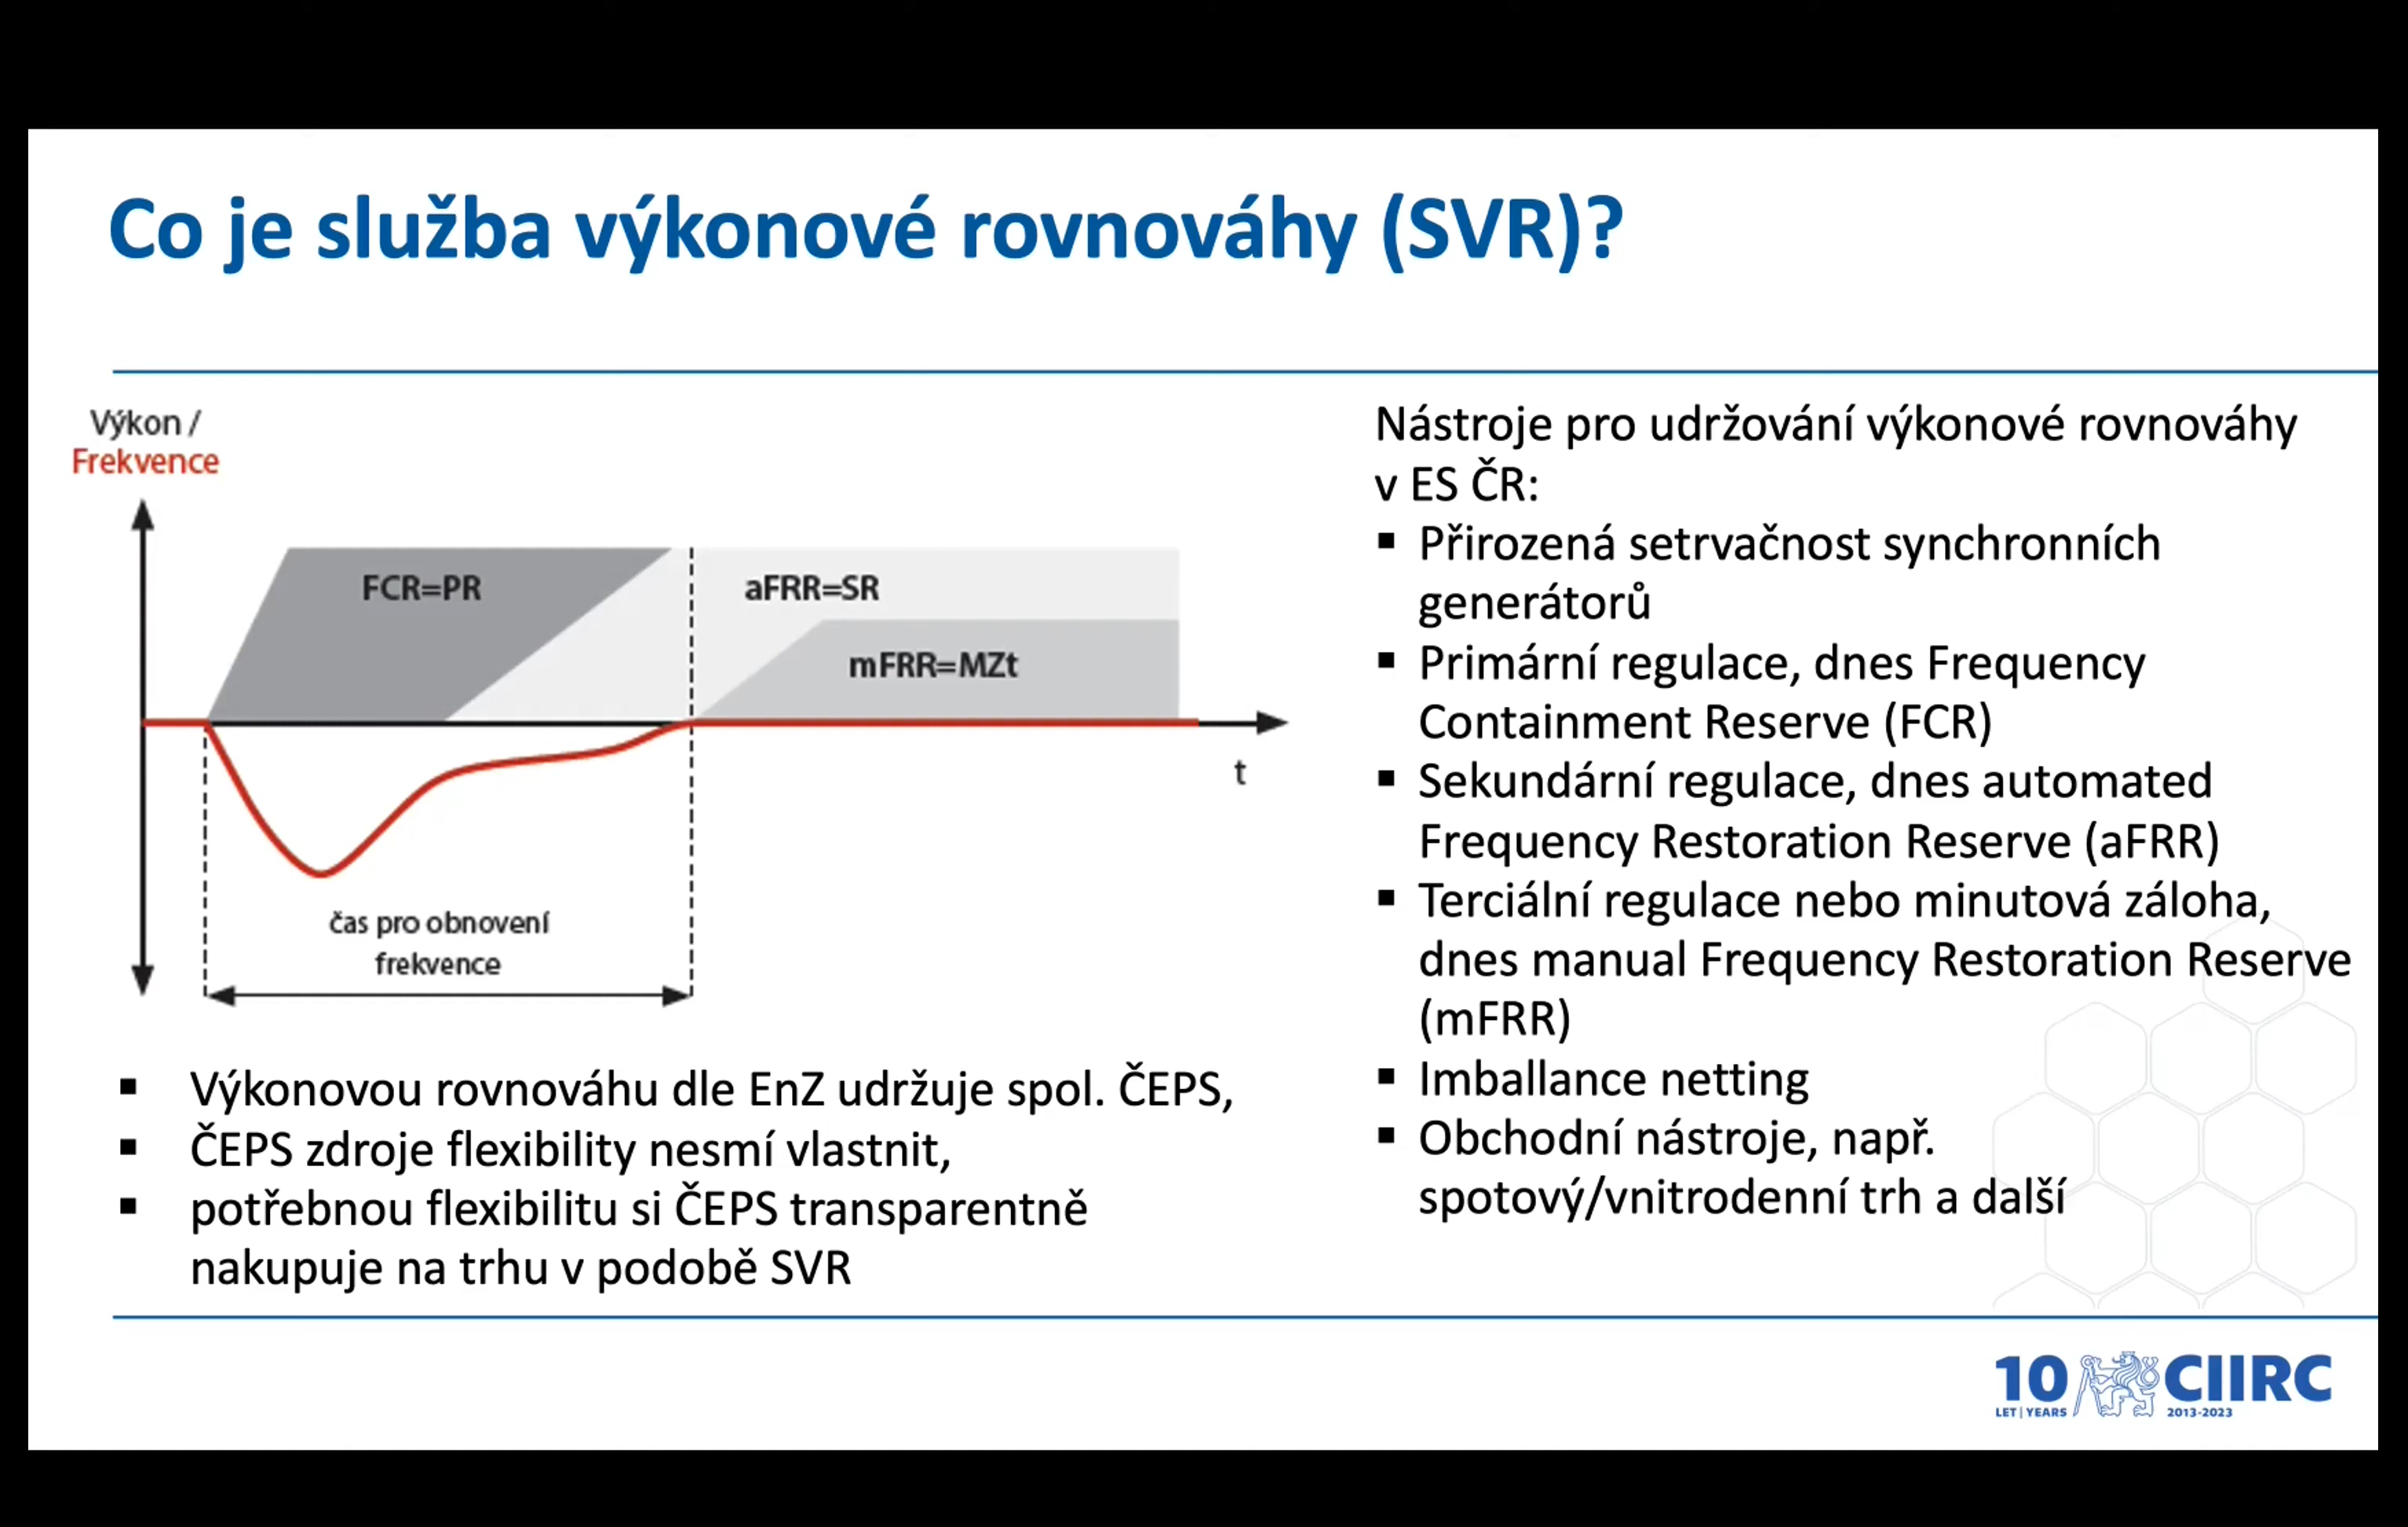 Co je služba výkonové rovnováhy (SVR)?
Výkon /
Frekvence
FCR=PR
aFRR=SR
mFRR=MZt
t
čas pro obnovení
frekvence
▪ Výkonovou rovnováhu dle EnZ udržuje spol. ČEPS,
▪ ČEPS zdroje flexibility nesmí vlastnit,
▪ potřebnou flexibilitu si ČEPS transparentně
nakupuje na trhu v podobě SVR
Nástroje pro udržování výkonové rovnováhy
v ES ČR:
▪ Přirozená setrvačnost synchronních
generátorů
▪ Primární regulace, dnes Frequency
Containment Reserve (FCR)
▪ Sekundární regulace, dnes automated
Frequency Restoration Reserve (aFRR)
▪ Terciální regulace nebo minutová záloha,
dnes manual Frequency Restoration Reserve
(mFRR)
▪ Imballance netting
▪ Obchodní nástroje, např.
spotový/vnitrodenní trh a další
10 CIIRC
LET | YEARS 2013-2023